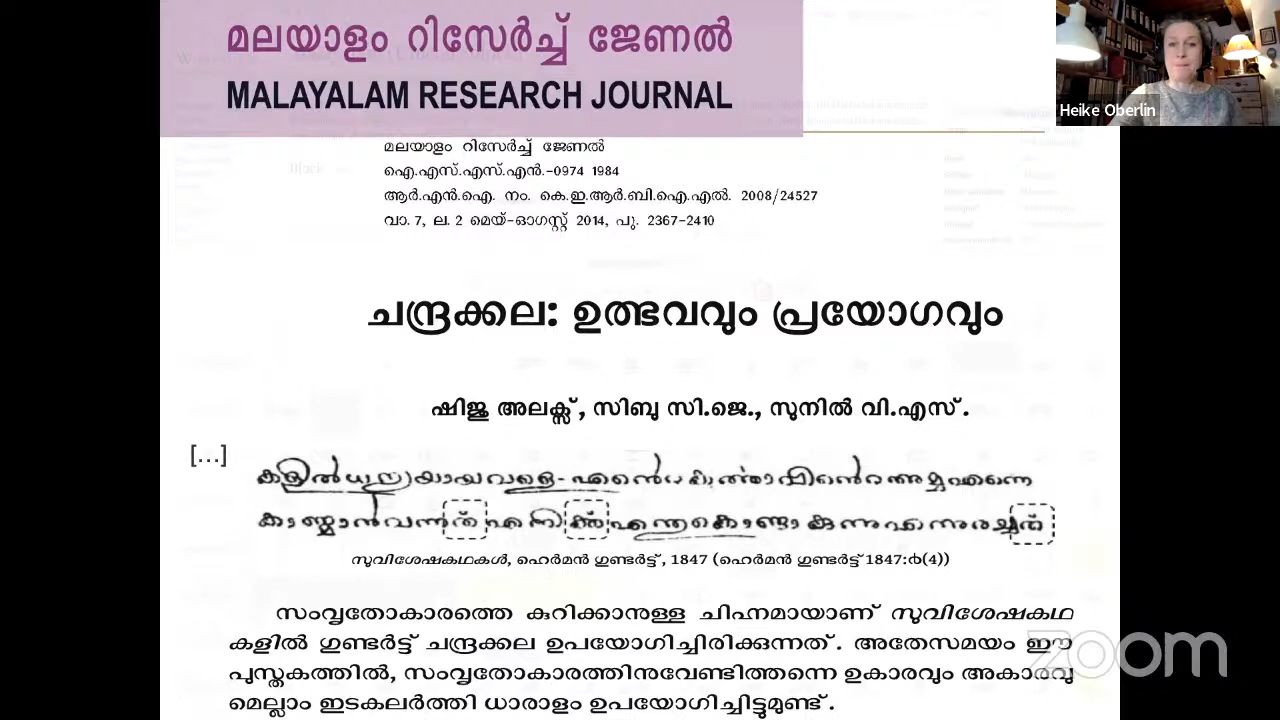 മലയാളം റിസേർച്ച് ജേണൽ
MALAYALAM RESEARCH JOURNAL
Heike Oberlin
മലയാളം റിസേർച്ച് ജേണൽ
ഐ.എസ്.എസ്.എൻ.-0974 1984
ആർ.എൻ.ഐ. നം. കെ.ഇ.ആർ.ബി.ഐ.എൽ. 2008/24527
വാ. 7, ല. 2 മെയ്-ഓഗസ്റ്റ് 2014, പു. 2367-2410
ചന്ദ്രക്കല: ഉത്ഭവവും പ്രയോഗവും
ഷിജു അലക്സ്, സിബു സി.ജെ., സുനിൽ വി.എസ്.
[...]
സുവിശേഷകഥകൾ, ഹെർമൻ ഗുണ്ടർട്ട്, 1847 (ഹെർമൻ ഗുണ്ടർട്ട് 1847:൪(4))
സംവൃതോകാരത്തെ കുറിക്കാനുള്ള ചിഹ്നമായാണ് സുവിശേഷകഥ
കളിൽ ഗുണ്ടർട്ട് ചന്ദ്രക്കല ഉപയോഗിച്ചിരിക്കുന്നത്. അതേസമയം ഈ
പുസ്തകത്തിൽ, സംവൃതോകാരത്തിനുവേണ്ടിത്തന്നെ ഉകാരവും അകാരവു
മെല്ലാം ഇടകലർത്തി ധാരാളം ഉപയോഗിച്ചിട്ടുമുണ്ട്.
zoom